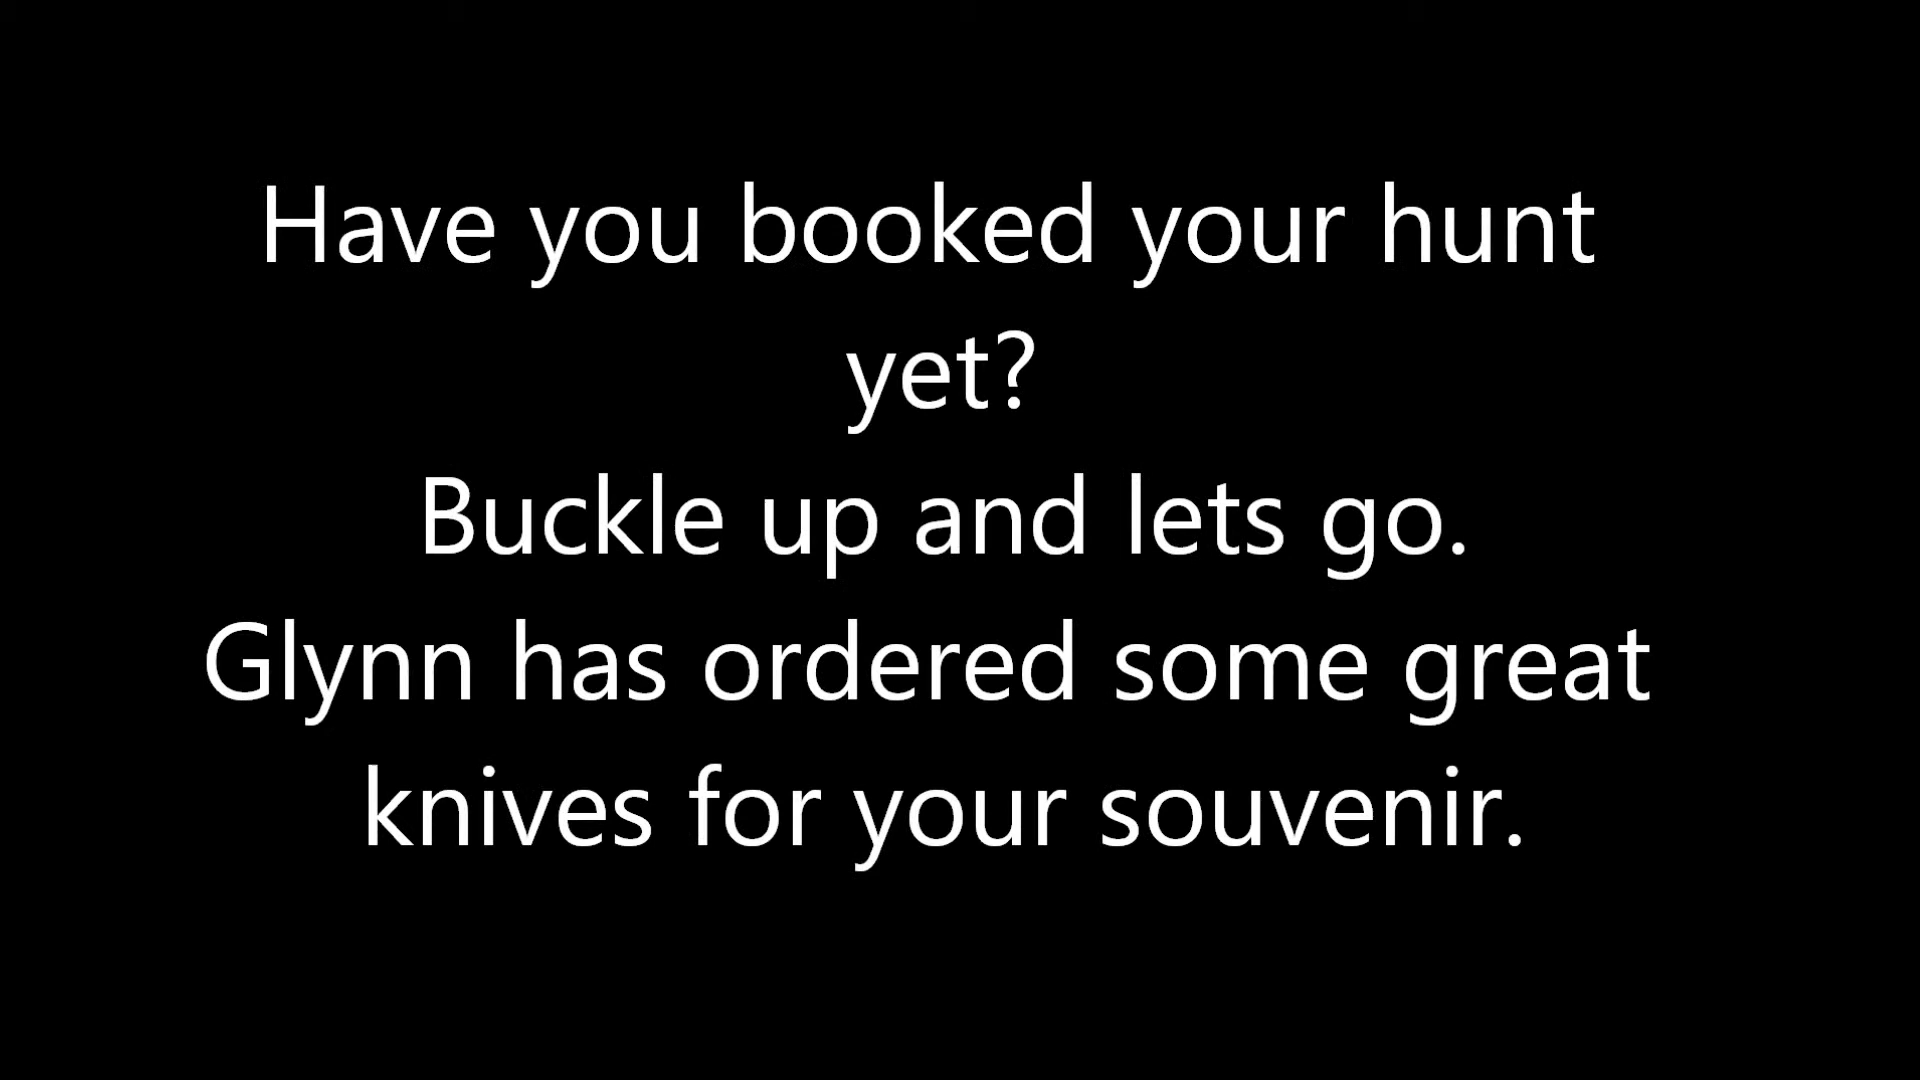 Have you booked your hunt
yet?
Buckle up and lets go.
Glynn has ordered some great
knives for your souvenir.